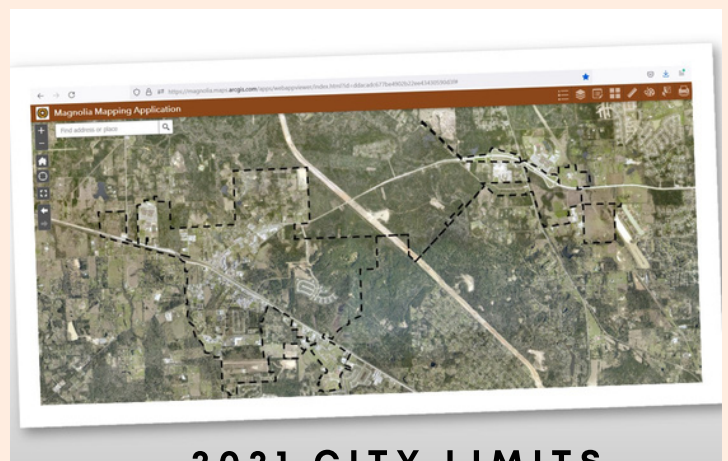 Magnolia Mapping Application
Find address or place
2021 CITY LIMITS